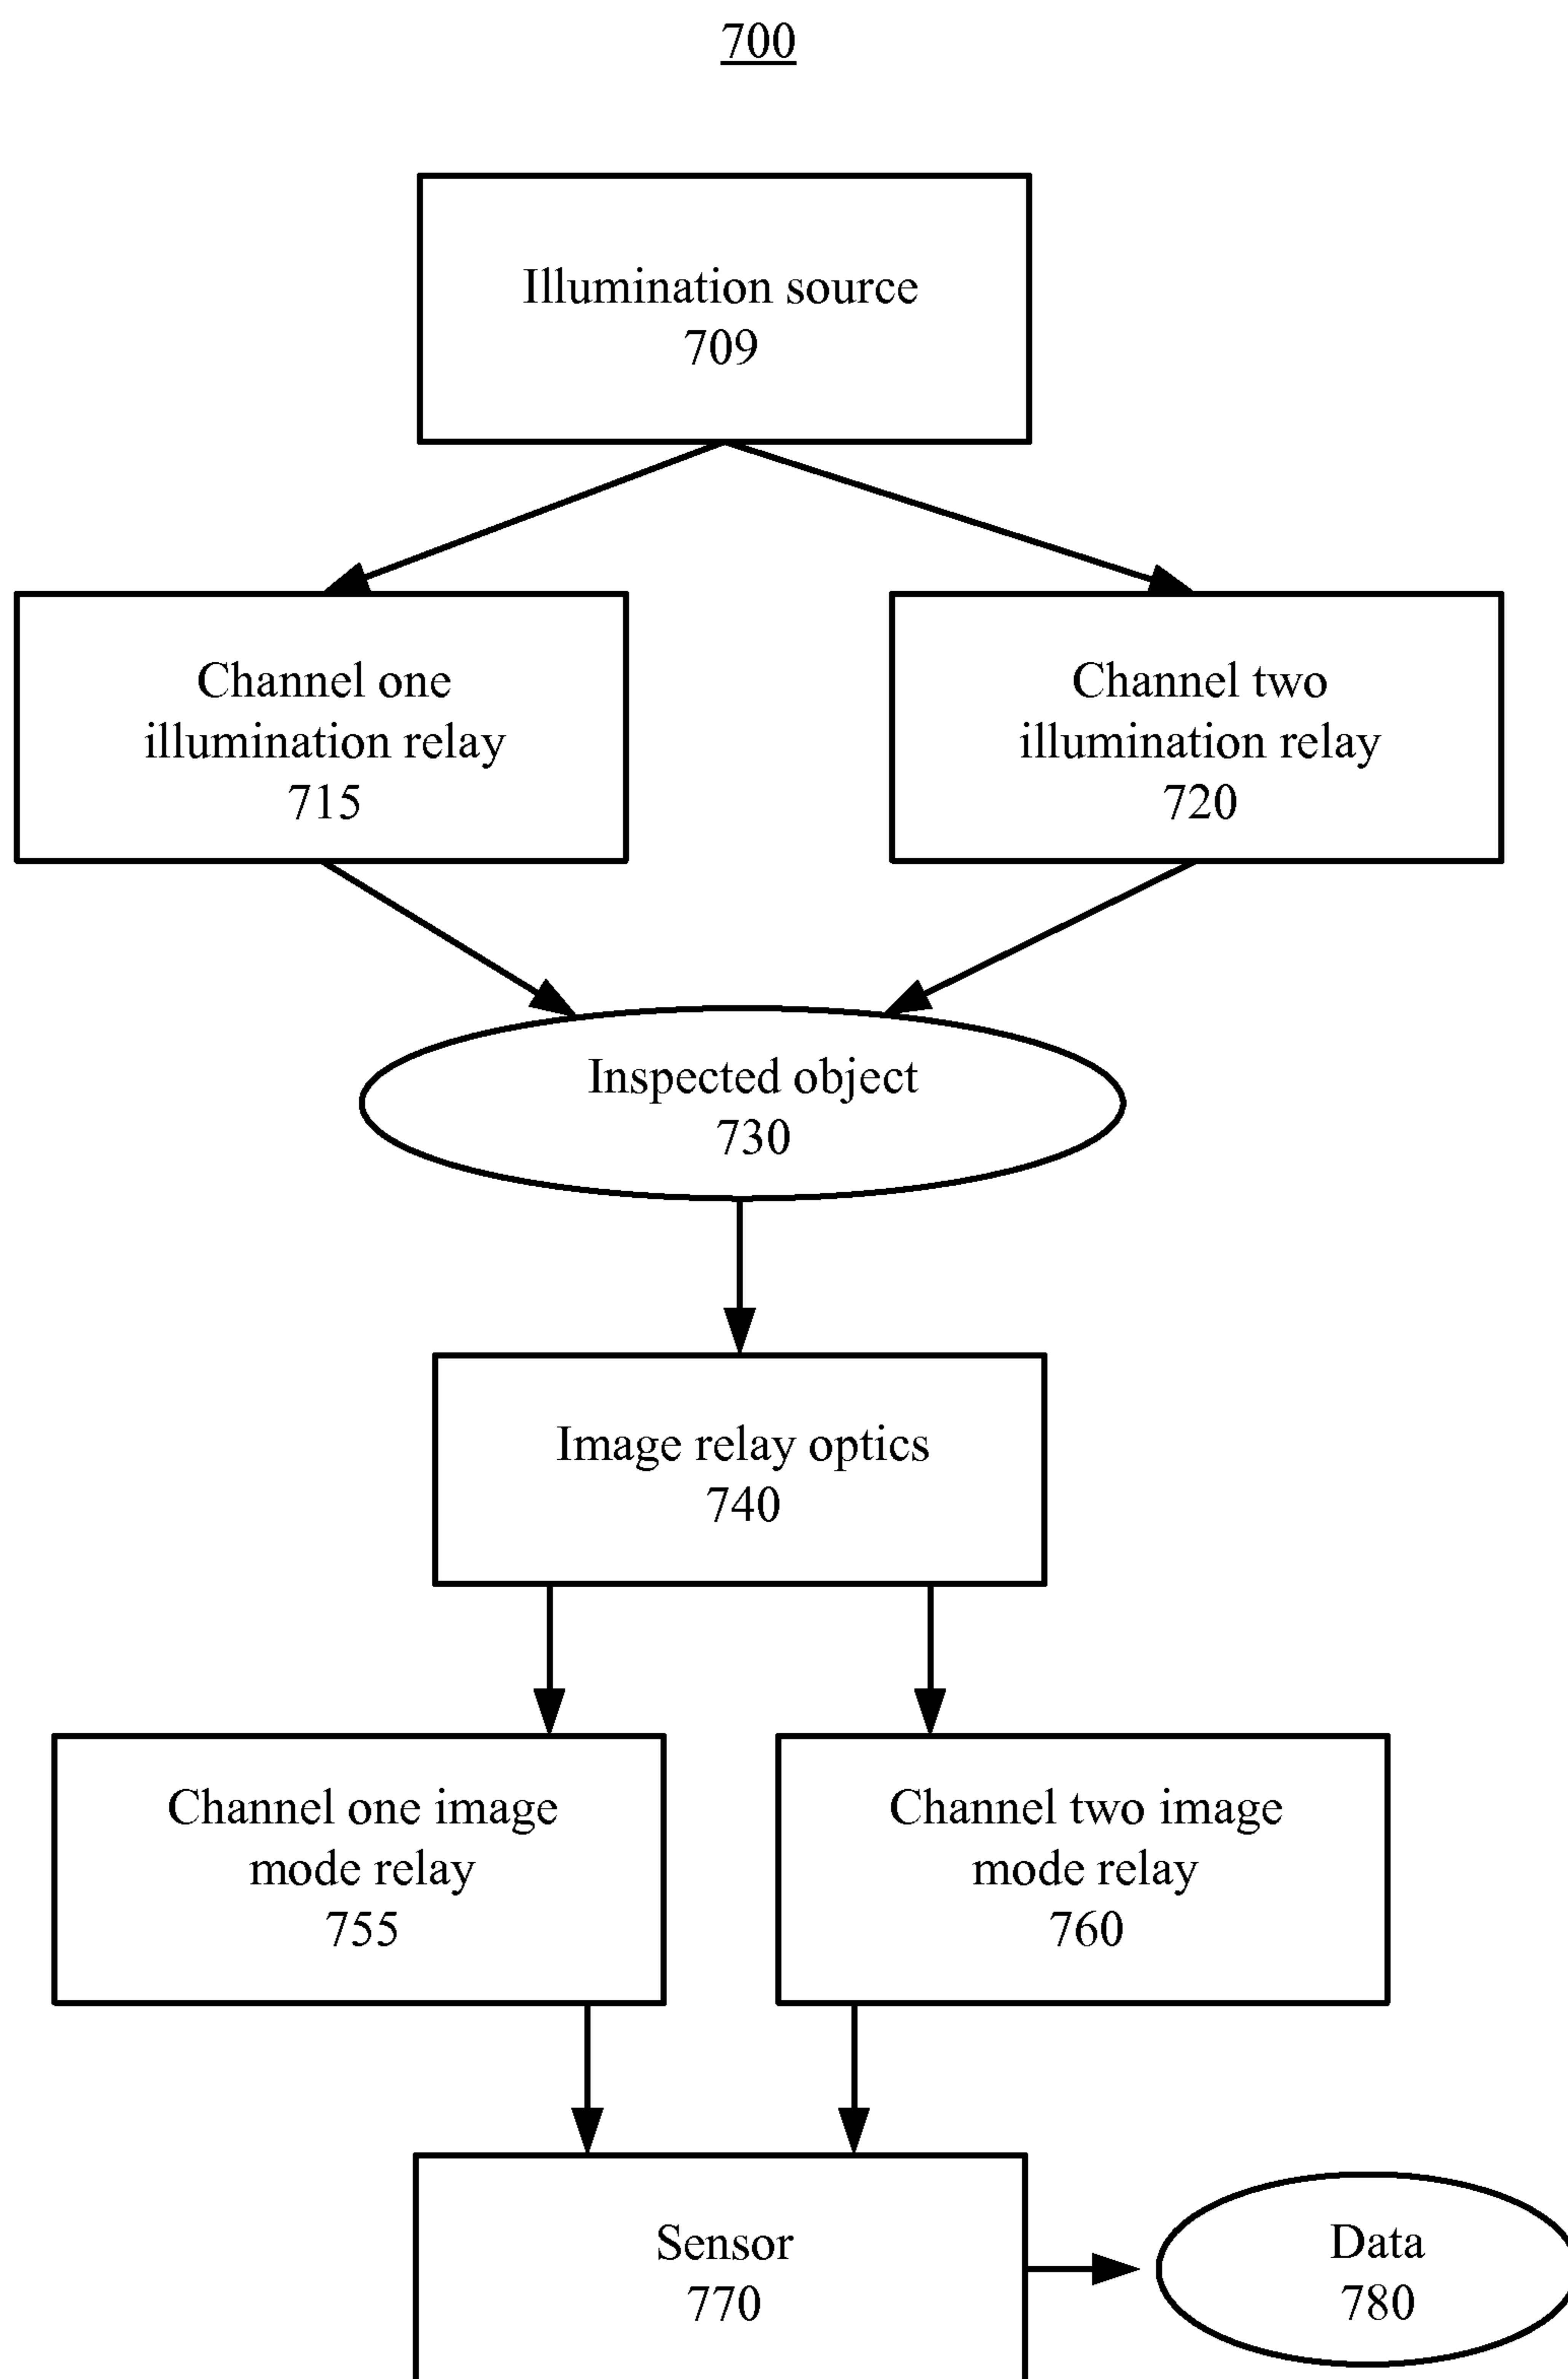 700
Illumination source
709
Channel one
illumination relay
715
Channel two
illumination relay
720
Inspected object
730
Image relay optics
740
Channel one image
mode relay
755
Channel two image
mode relay
760
Sensor
770
Data
780